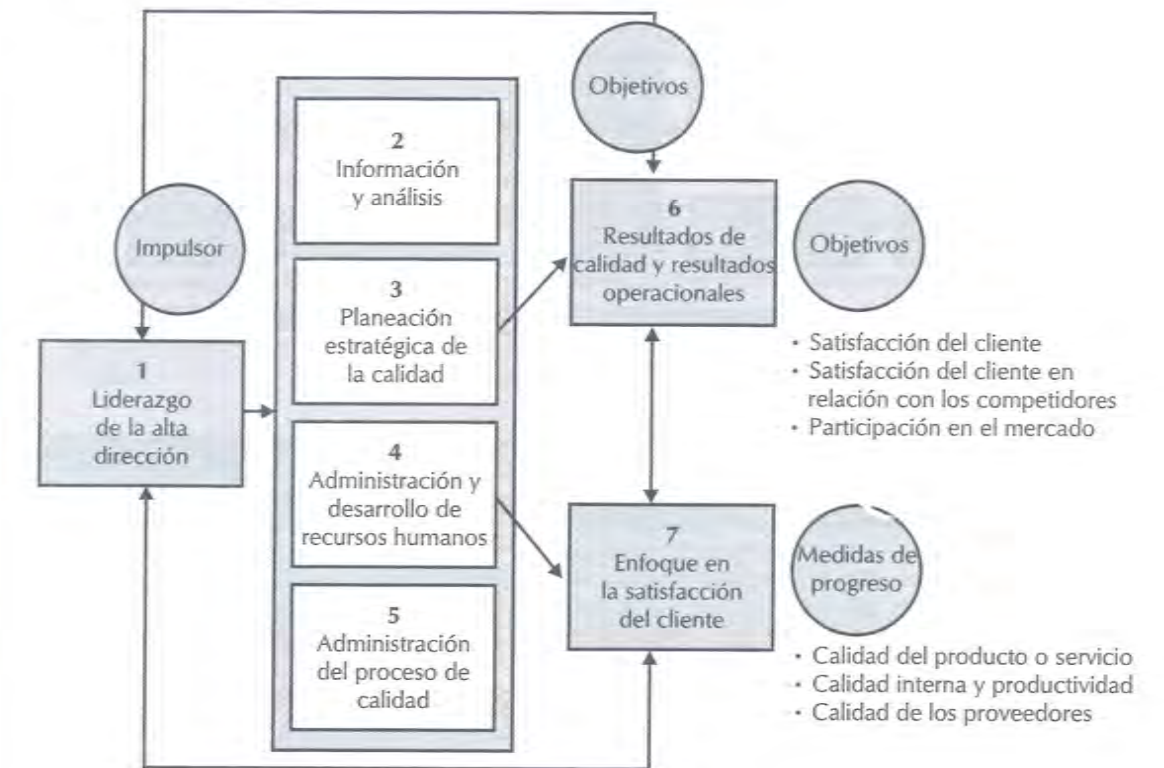 Objetivos
Impulsor
1
Liderazgo
de la alta
dirección
2
Información
y análisis
3
Planeación
estratégica de
la calidad
4
Administración y
desarrollo de
recursos humanos
5
Administración
del proceso de
calidad
6
Resultados de
calidad y resultados
operacionales
Objetivos
• Satisfacción del cliente
• Satisfacción del cliente en
relación con los competidores
• Participación en el mercado
7
Enfoque en
la satisfacción
del cliente
Medidas de
progreso
• Calidad del producto o servicio
• Calidad interna y productividad
• Calidad de los proveedores